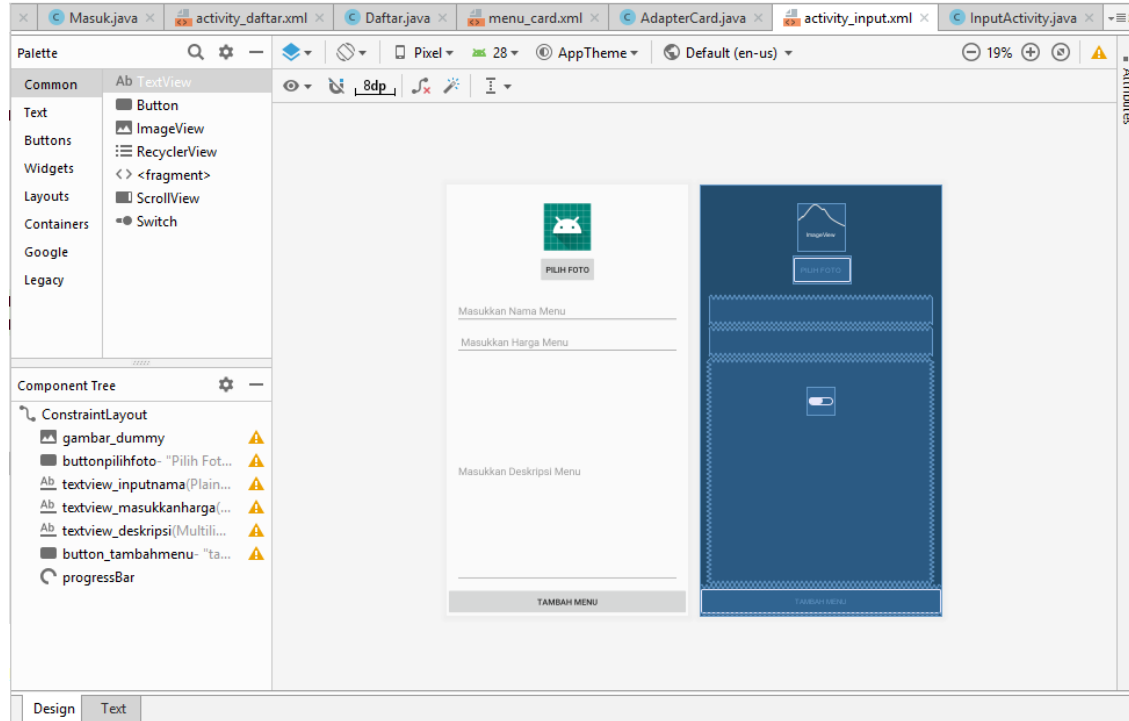 Masuk.java activity_daftar.xml Daftar.java menu_card.xml AdapterCard.java activity_input.xml InputActivity.java
Palette
Pixel 28 AppTheme Default (en-us) 19%
8dp
Attributes
Common
Text
Buttons
Widgets
Layouts
Containers
Google
Legacy
Ab TextView
Button
ImageView
RecyclerView
<fragment>
ScrollView
Switch
Component Tree
ConstraintLayout
gambar_dummy
buttonpilihfoto- "Pilih Fot...
Ab textview_inputnama(Plain...
Ab textview_masukkanharga(...
Ab textview_deskripsi(Multili...
button_tambahmenu- "ta...
progressBar
PILIH FOTO
Masukkan Nama Menu
Masukkan Harga Menu
Masukkan Deskripsi Menu
TAMBAH MENU
ImageView
PILIH FOTO
TAMBAH MENU
Design Text